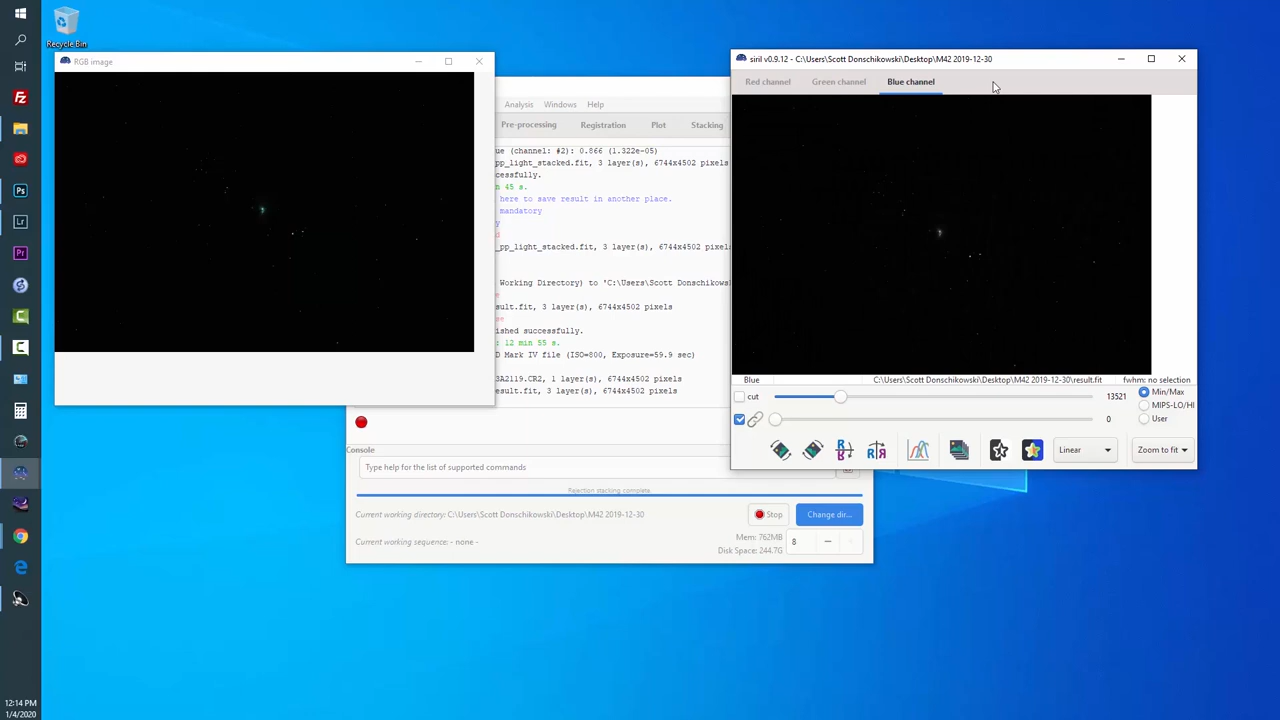 Recycle Bin
RGB image
siril v0.9.12 - C:\Users\Scott Donschikowski\Desktop\M42 2019-12-30
Red channel Green channel Blue channel
Analysis Windows Help
Pre-processing Registration Plot Stacking
ue (channel: #2): 0.866 (1.322e-05)
pp_light_stacked.fit, 3 layer(s), 6744x4502 pixels
ccessfully.
n 45 s.
here to save result in another place.
mandatory
_pp_light_stacked.fit, 3 layer(s), 6744x4502 pixels
Working Directory) to 'C:\Users\Scott Donschikows
sult.fit, 3 layer(s), 6744x4502 pixels
ished successfully.
: 12 min 55 s.
D Mark IV file (ISO=800, Exposure=59.9 sec)
3A2119.CR2, 1 layer(s), 6744x4502 pixels
esult.fit, 3 layer(s), 6744x4502 pixels
Blue C:\Users\Scott Donschikowski\Desktop\M42 2019-12-30\result.fit fwhm: no selection
cut 13521 Min/Max
MIPS-LO/HI
0 User
Linear Zoom to fit
Console
Type help for the list of supported commands
Rejection stacking complete.
Current working directory: C:\Users\Scott Donschikowski\Desktop\M42 2019-12-30 Stop Change dir...
Current working sequence: - none - Mem: 762MB 8
Disk Space: 244.7G
12:14 PM
1/4/2020